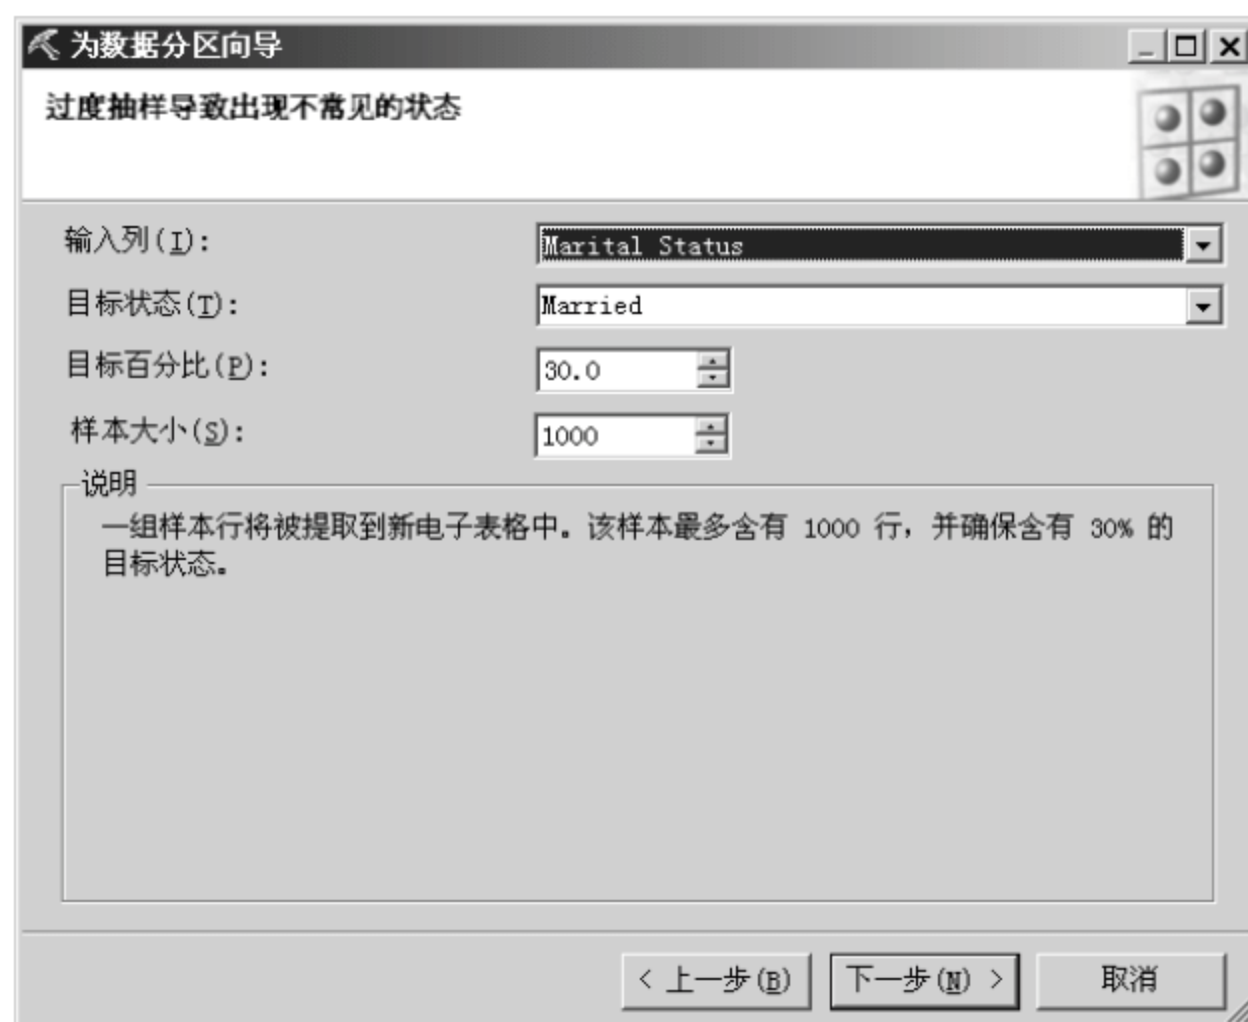 为数据分区向导
过度抽样导致出现不常见的状态
输入列(I): Marital Status
目标状态(T): Married
目标百分比(P): 30.0
样本大小(S): 1000
说明
一组样本行将被提取到新电子表格中。该样本最多含有 1000 行，并确保含有 30% 的
目标状态。
< 上一步(B) 下一步(N) > 取消